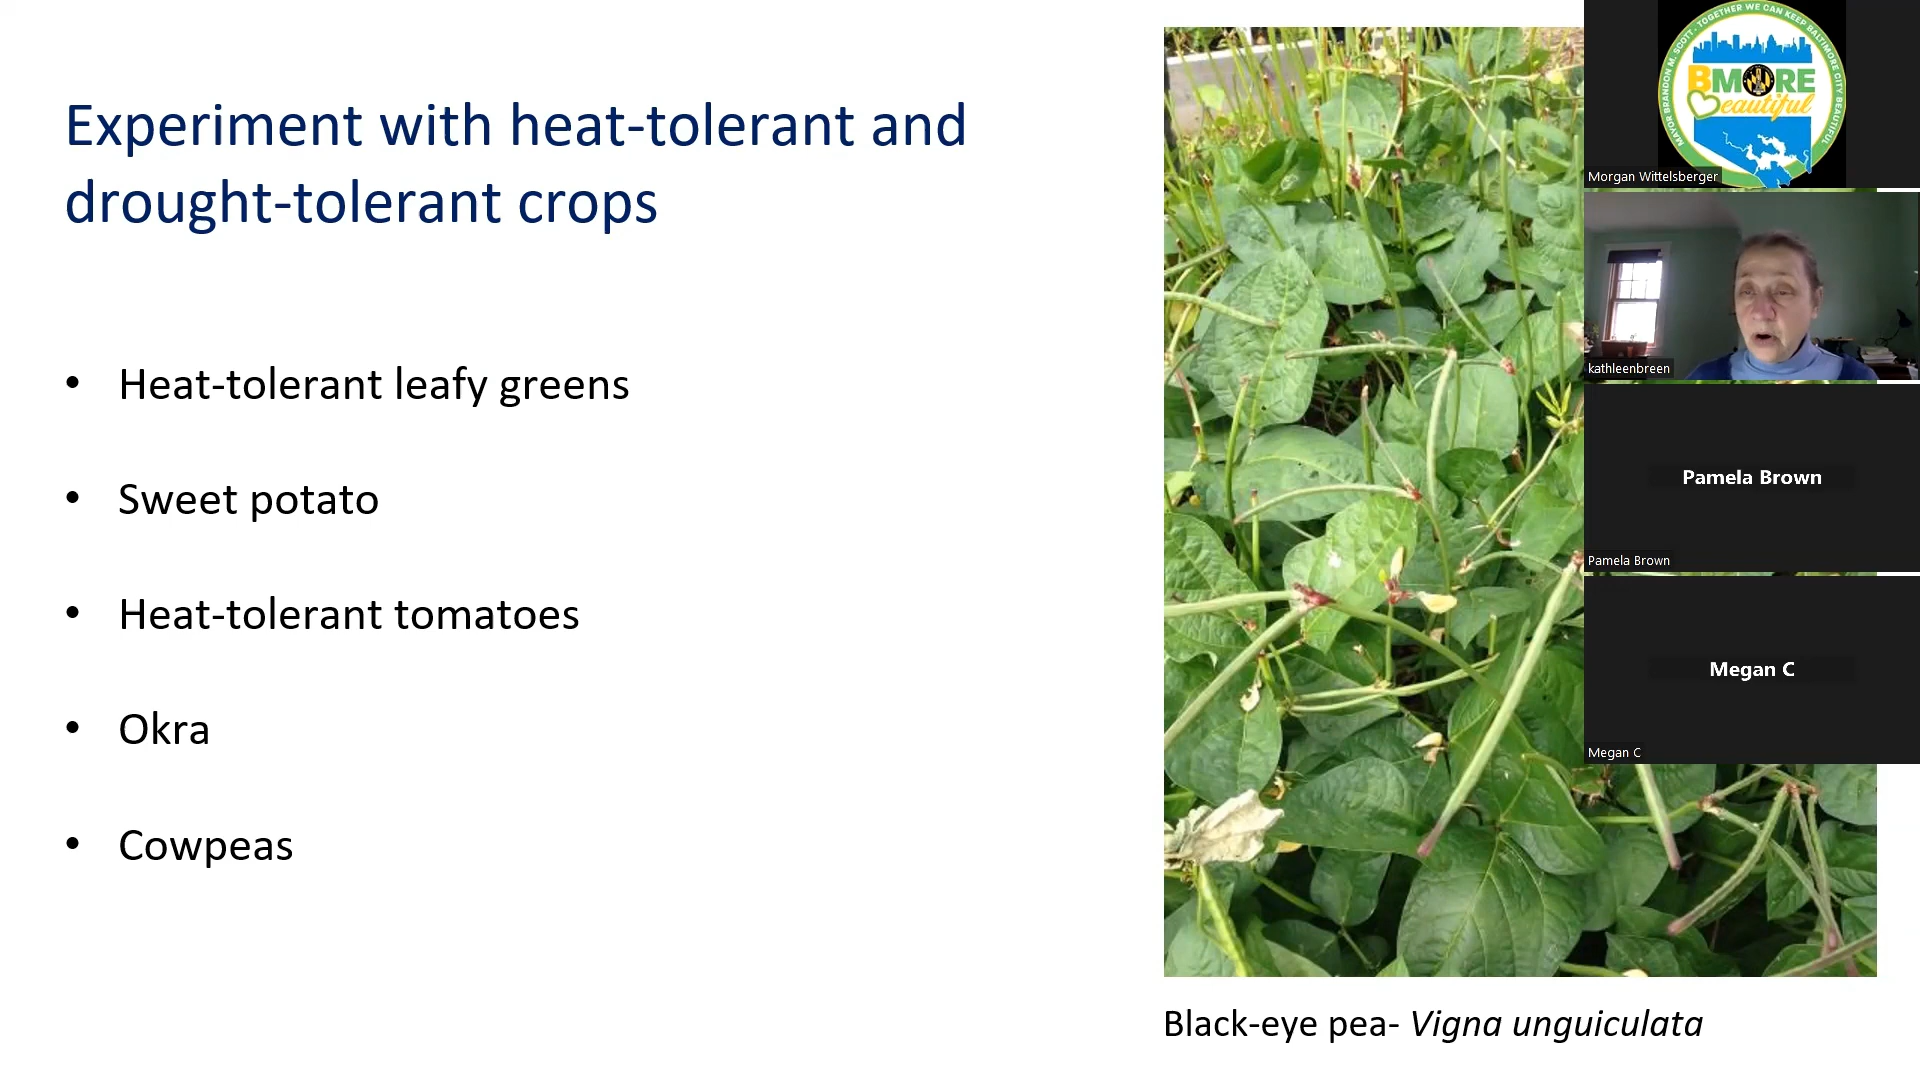 Experiment with heat-tolerant and
drought-tolerant crops
• Heat-tolerant leafy greens
• Sweet potato
• Heat-tolerant tomatoes
• Okra
• Cowpeas
Black-eye pea- Vigna unguiculata
MAYOR BRANDON M. SCOTT - TOGETHER WE CAN KEEP BALTIMORE CITY BEAUTIFUL
BMORE
Beautiful
Morgan Wittelsberger
kathleenbreen
Pamela Brown
Pamela Brown
Megan C
Megan C